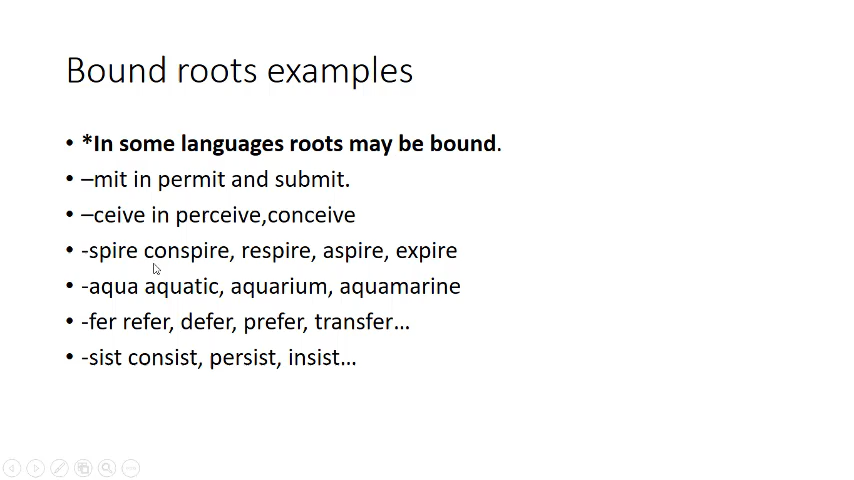 Bound roots examples
• *In some languages roots may be bound.
• –mit in permit and submit.
• –ceive in perceive,conceive
• -spire conspire, respire, aspire, expire
• -aqua aquatic, aquarium, aquamarine
• -fer refer, defer, prefer, transfer…
• -sist consist, persist, insist…